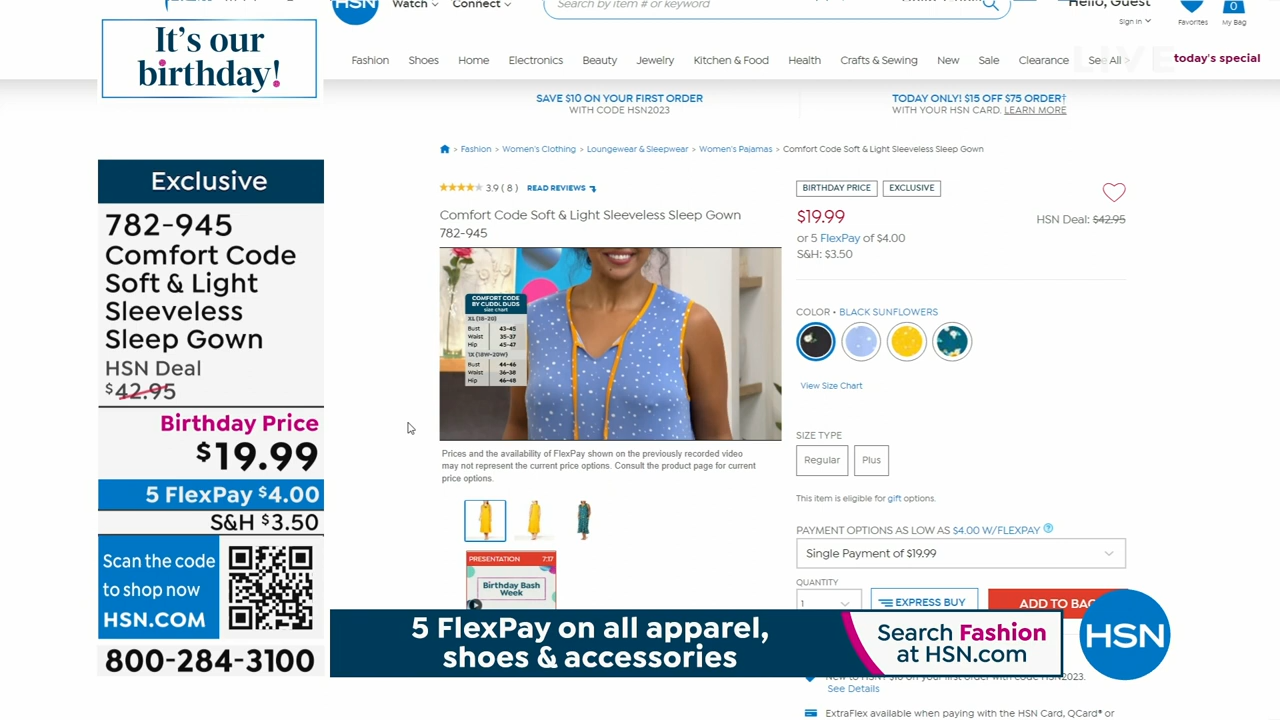 It's our
birthday!
Exclusive
782-945
Comfort Code
Soft & Light
Sleeveless
Sleep Gown
HSN Deal
$42.95
Birthday Price
$19.99
5 FlexPay $4.00
S&H $3.50
Scan the code
to shop now
HSN.COM
800-284-3100
HSN
Watch
Connect
Search by item # or keyword
Hello, Guest
Sign In
Favorites
0
My Bag
Fashion Shoes Home Electronics Beauty Jewelry Kitchen & Food Health Crafts & Sewing New Sale Clearance See All >
LIVE
today's special
SAVE $10 ON YOUR FIRST ORDER
WITH CODE HSN2023
TODAY ONLY! $15 OFF $75 ORDER†
WITH YOUR HSN CARD. LEARN MORE
> Fashion > Women's Clothing > Loungewear & Sleepwear > Women's Pajamas > Comfort Code Soft & Light Sleeveless Sleep Gown
3.9 ( 8 ) READ REVIEWS
Comfort Code Soft & Light Sleeveless Sleep Gown
782-945
COMFORT CODE
BY CUDDL DUDS
size chart
XL (18-20)
Bust 43-45
Waist 35-37
Hip 45-47
1X (18W-20W)
Bust 44-46
Waist 36-38
Hip 46-48
Prices and the availability of FlexPay shown on the previously recorded video
may not represent the current price options. Consult the product page for current
price options.
PRESENTATION 7:17
Birthday Bash
Week
BIRTHDAY PRICE
EXCLUSIVE
$19.99
HSN Deal: $42.95
or 5 FlexPay of $4.00
S&H: $3.50
COLOR • BLACK SUNFLOWERS
View Size Chart
SIZE TYPE
Regular
Plus
This item is eligible for gift options.
PAYMENT OPTIONS AS LOW AS $4.00 W/FLEXPAY ?
Single Payment of $19.99
QUANTITY
1
EXPRESS BUY
ADD TO BAG
5 FlexPay on all apparel,
shoes & accessories
Search Fashion
at HSN.com
HSN
New to HSN? $10 off your first order with code HSN2023.
See Details
ExtraFlex available when paying with the HSN Card, QCard® or